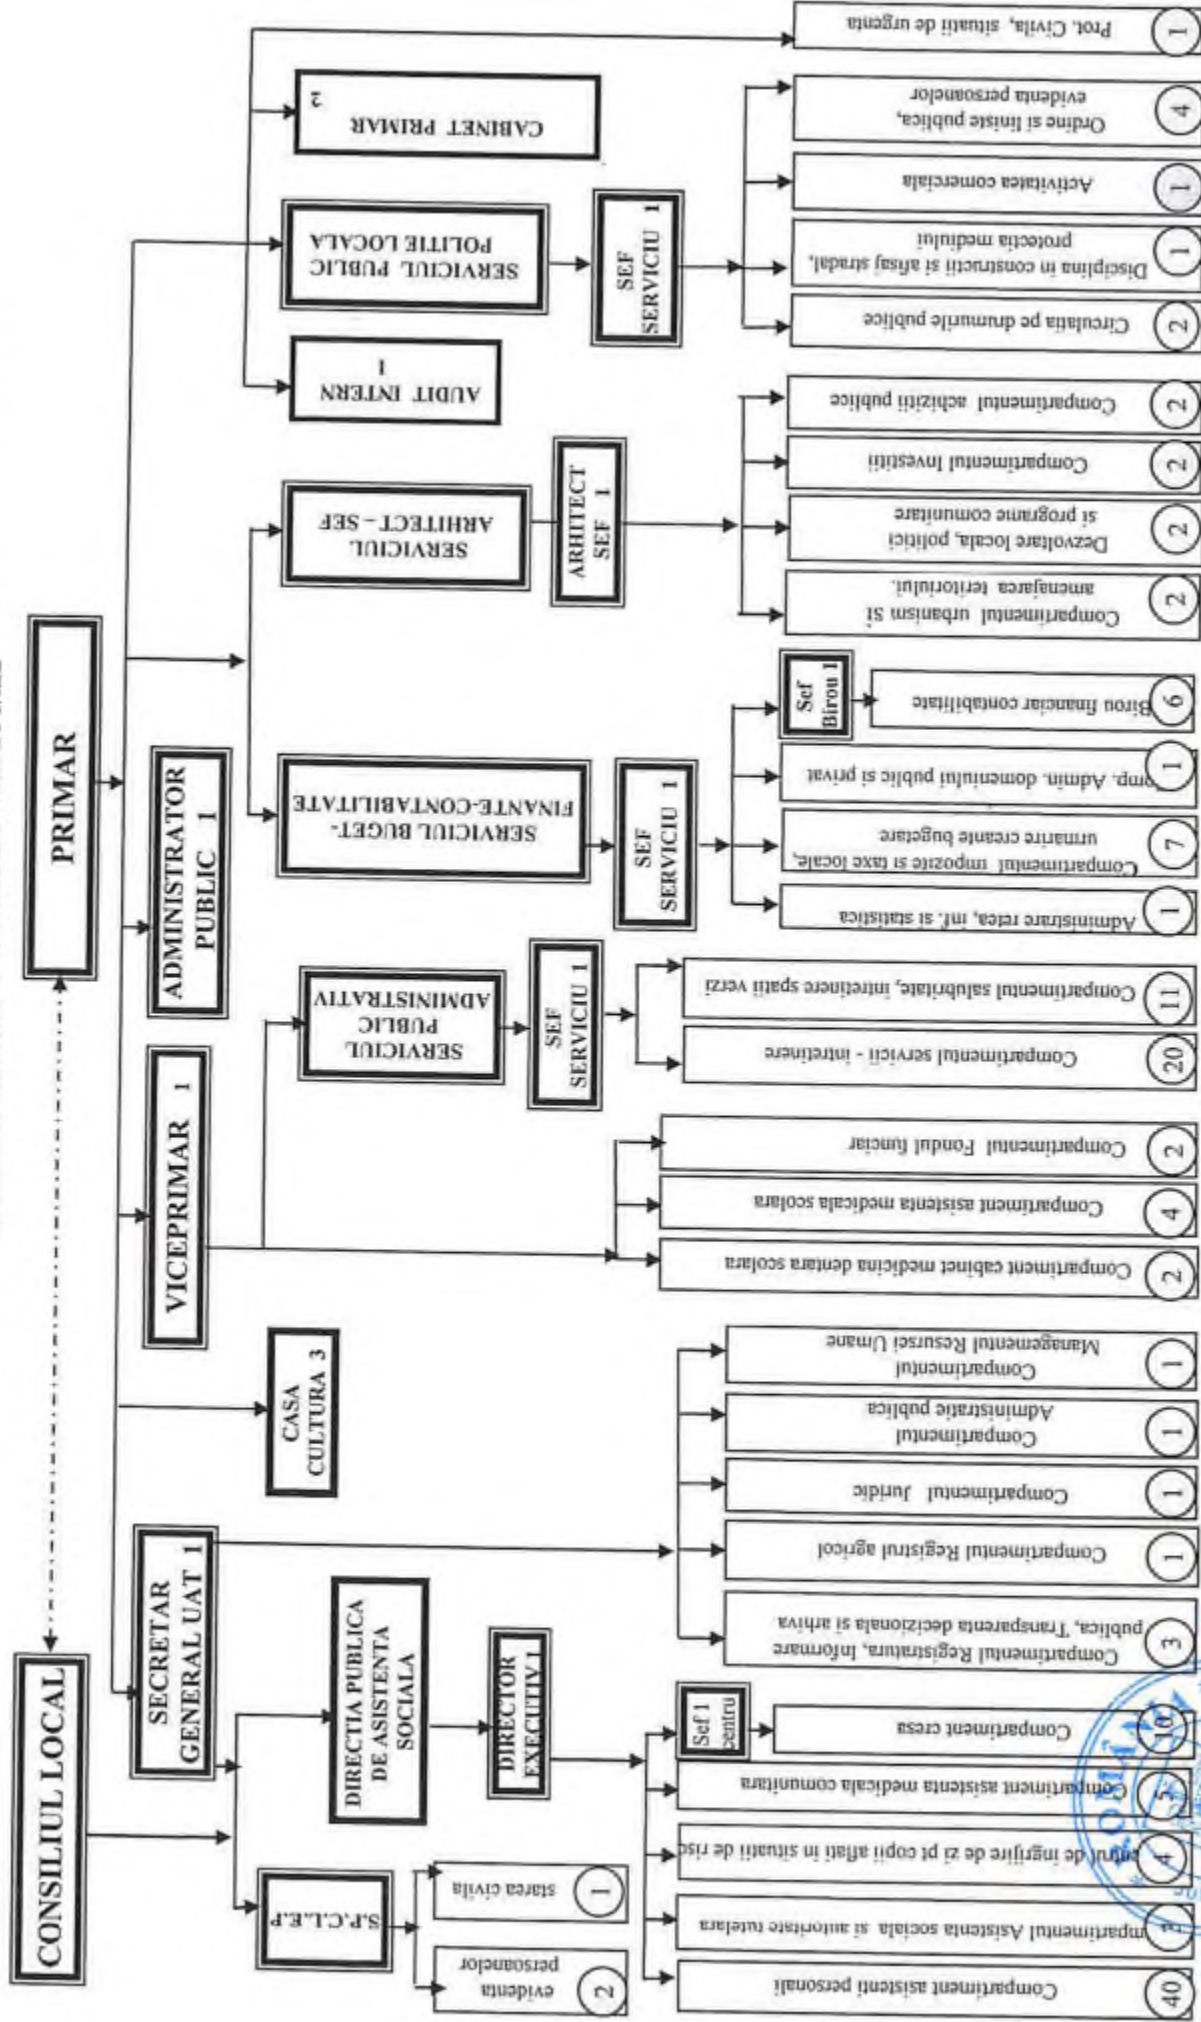 CONSILIUL LOCAL
PRIMAR
SECRETAR
GENERAL UAT 1
CASA
CULTURA 3
VICEPRIMAR 1
ADMINISTRATOR
PUBLIC 1
S.P.C.L.E.P
evidenta
persoanelor
2
starea civila
1
DIRECTIA PUBLICA
DE ASISTENTA
SOCIALA
DIRECTOR
EXECUTIV 1
Compartiment asistenti personali
40
Asistenta sociala si autoritate tutelara
de ingrijire de zi pt copii aflati in situatii de risc
4
Compartiment asistenta medicala comunitara
5
Sef 1
centru
Compartiment cresa
10
Compartimentul Registratura, Informare
publica, Transparenta decizionala si arhiva
3
Compartimentul Registrul agricol
1
Compartimentul Juridic
1
Compartimentul
Administratie publica
1
Compartimentul
Managementul Resursei Umane
1
Compartiment cabinet medicina dentara scolara
2
Compartiment asistenta medicala scolara
4
Compartimentul Fondul funciar
2
SERVICIUL
PUBLIC
ADMINISTRATIV
SEF
SERVICIU 1
Compartimentul servicii - intretinere
20
Compartimentul salubritate, intretinere spatii verzi
11
SERVICIUL BUGET-
FINANTE-CONTABILITATE
SEF
SERVICIU 1
Administrare retea, inf. si statistica
1
Compartimentul impozite si taxe locale,
urmarire creante bugetare
7
Admin. domeniului public si privat
1
Sef
Birou 1
Birou financiar contabilitate
6
SERVICIUL
ARHITECT – SEF
ARHITECT
SEF 1
Compartimentul urbanism Si
amenajarea teritoriului.
2
Dezvoltare locala, politici
si programe comunitare
2
Compartimentul Investitii
2
Compartimentul achizitii publice
2
AUDIT INTERN
1
SERVICIUL PUBLIC
POLITIE LOCALA
SEF
SERVICIU 1
Circulatia pe drumurile publice
2
Disciplina in constructii si afisaj stradal,
protectia mediului
1
Activitatea comerciala
1
Ordine si liniste publica,
evidenta persoanelor
4
CABINET PRIMAR
2
Prot. Civila, situatii de urgenta
1
ROMÂNIA